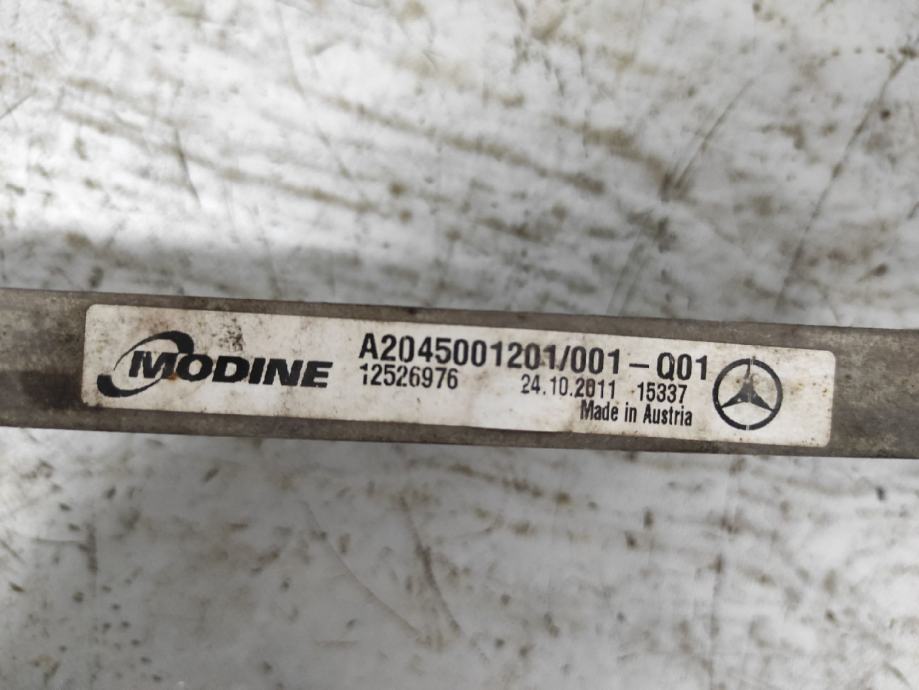 MODINE
A2045001201/001-Q01
12526976 24.10.2011 15337
Made in Austria